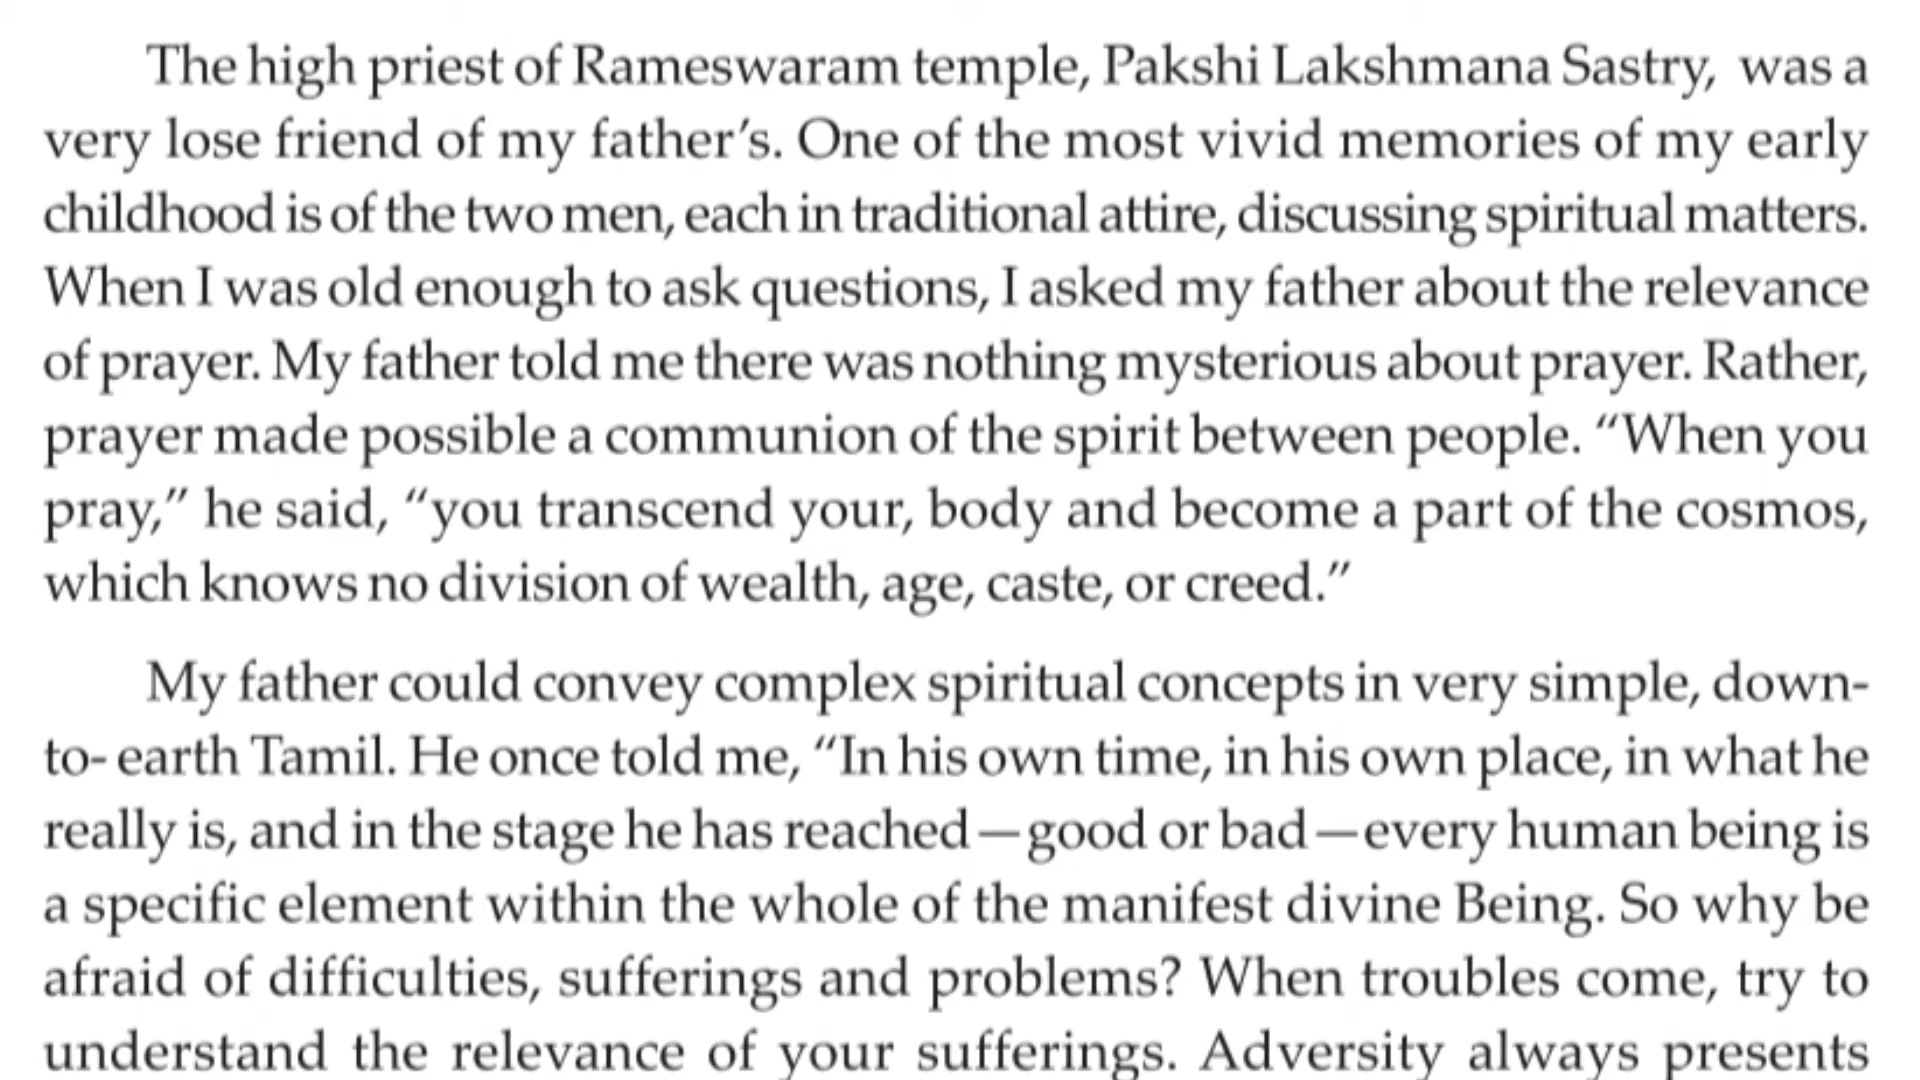 The high priest of Rameswaram temple, Pakshi Lakshmana Sastry, was a
very lose friend of my father’s. One of the most vivid memories of my early
childhood is of the two men, each in traditional attire, discussing spiritual matters.
When I was old enough to ask questions, I asked my father about the relevance
of prayer. My father told me there was nothing mysterious about prayer. Rather,
prayer made possible a communion of the spirit between people. “When you
pray,” he said, “you transcend your, body and become a part of the cosmos,
which knows no division of wealth, age, caste, or creed.”
My father could convey complex spiritual concepts in very simple, down-
to- earth Tamil. He once told me, “In his own time, in his own place, in what he
really is, and in the stage he has reached—good or bad—every human being is
a specific element within the whole of the manifest divine Being. So why be
afraid of difficulties, sufferings and problems? When troubles come, try to
understand the relevance of your sufferings. Adversity always presents